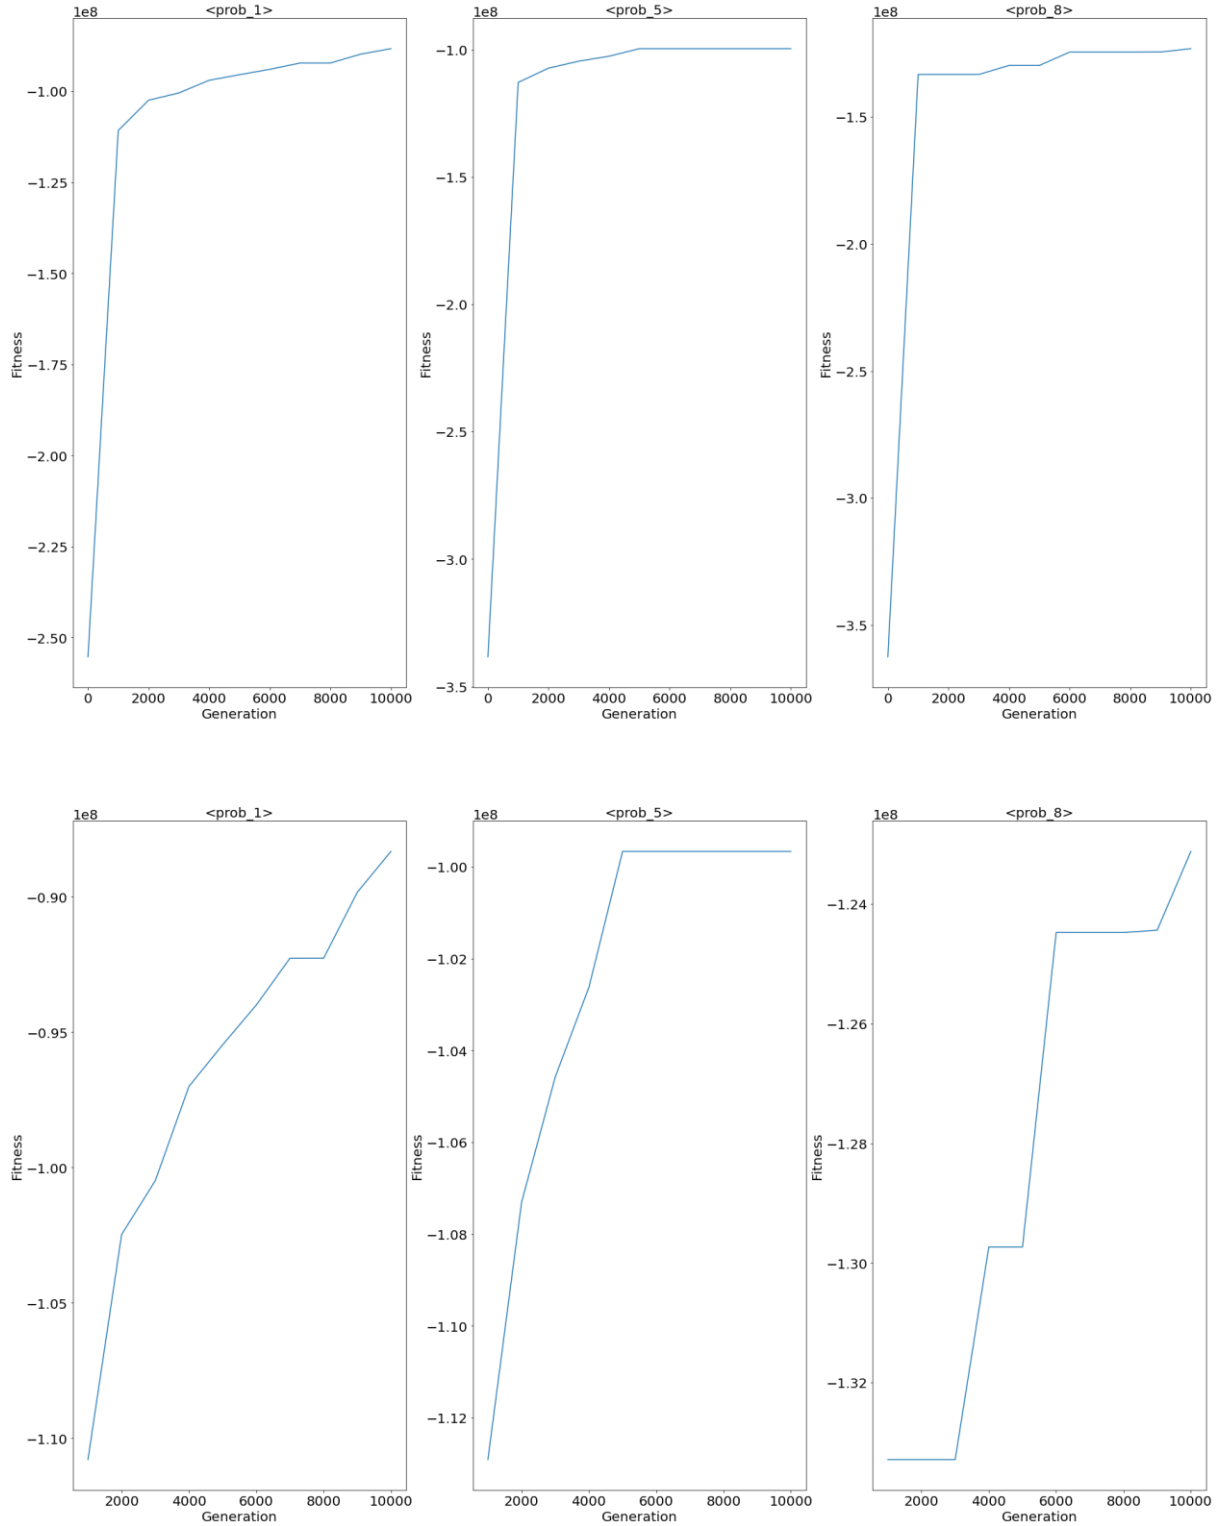 <prob_1>
1e8
−1.00
−1.25
−1.50
−1.75
−2.00
−2.25
−2.50
Fitness
0 2000 4000 6000 8000 10000
Generation
<prob_5>
1e8
−1.0
−1.5
−2.0
−2.5
−3.0
−3.5
Fitness
0 2000 4000 6000 8000 10000
Generation
<prob_8>
1e8
−1.5
−2.0
−2.5
−3.0
−3.5
Fitness
0 2000 4000 6000 8000 10000
Generation
<prob_1>
1e8
−0.90
−0.95
−1.00
−1.05
−1.10
Fitness
2000 4000 6000 8000 10000
Generation
<prob_5>
1e8
−1.00
−1.02
−1.04
−1.06
−1.08
−1.10
−1.12
Fitness
2000 4000 6000 8000 10000
Generation
<prob_8>
1e8
−1.24
−1.26
−1.28
−1.30
−1.32
Fitness
2000 4000 6000 8000 10000
Generation